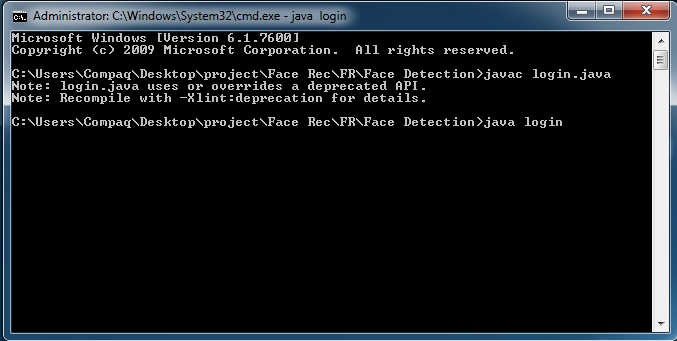 Administrator: C:\Windows\System32\cmd.exe - java  login
Microsoft Windows [Version 6.1.7600]
Copyright (c) 2009 Microsoft Corporation.  All rights reserved.
C:\Users\Compaq\Desktop\project\Face Rec\FR\Face Detection>javac login.java
Note: login.java uses or overrides a deprecated API.
Note: Recompile with -Xlint:deprecation for details.
C:\Users\Compaq\Desktop\project\Face Rec\FR\Face Detection>java login